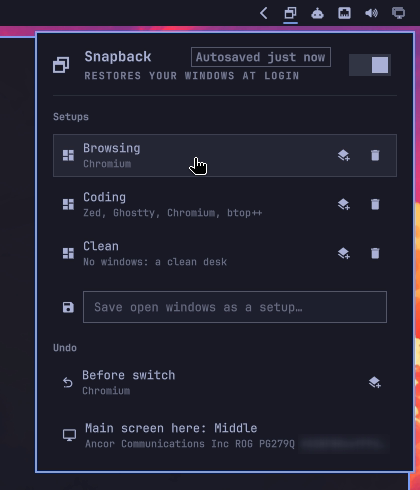 Snapback
Autosaved just now
RESTORES YOUR WINDOWS AT LOGIN
Setups
Browsing
Chromium
Coding
Zed, Ghostty, Chromium, btop++
Clean
No windows: a clean desk
Save open windows as a setup…
Undo
Before switch
Chromium
Main screen here: Middle
Ancor Communications Inc ROG PG279Q